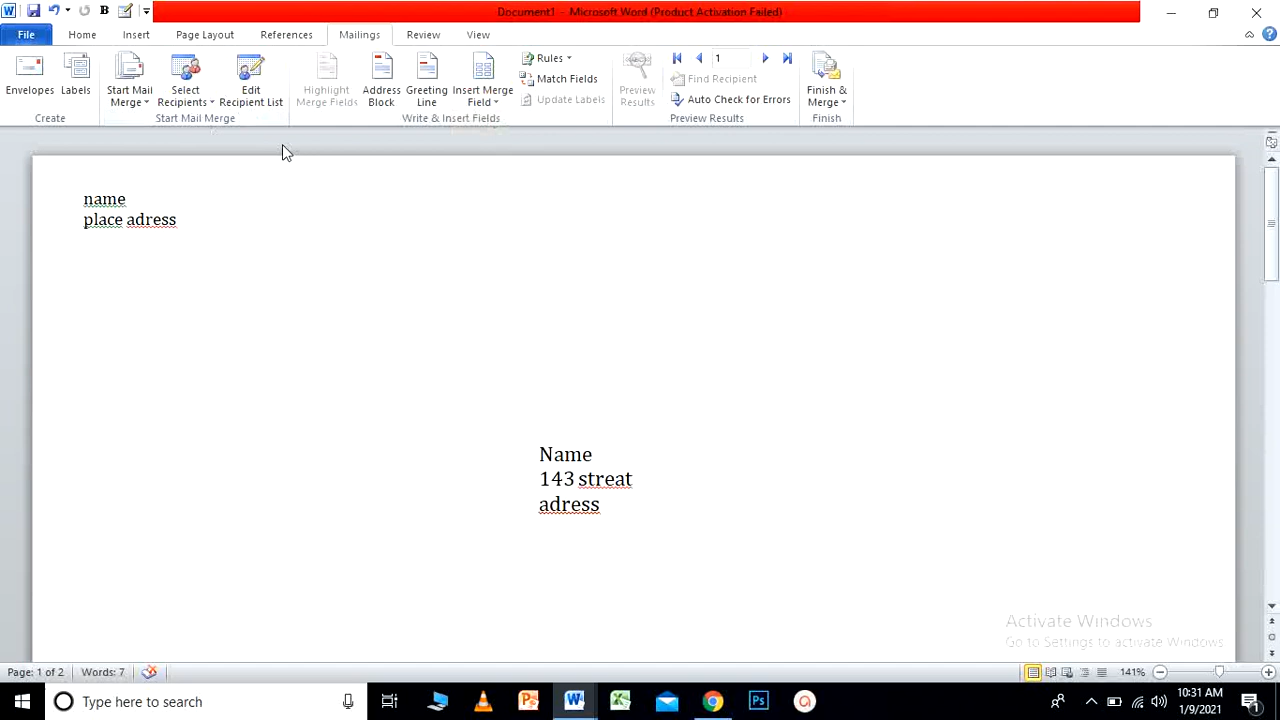 Document1 - Microsoft Word (Product Activation Failed)
File Home Insert Page Layout References Mailings Review View
Envelopes
Labels
Create
Start Mail
Merge
Select
Recipients
Edit
Recipient List
Start Mail Merge
Highlight
Merge Fields
Address
Block
Greeting
Line
Insert Merge
Field
Rules
Match Fields
Update Labels
Write & Insert Fields
Preview
Results
1
Find Recipient
Auto Check for Errors
Preview Results
Finish &
Merge
Finish
name
place adress
Name
143 streat
adress
Activate Windows
Go to Settings to activate Windows
Page: 1 of 2 Words: 7 141%
Type here to search
10:31 AM
1/9/2021